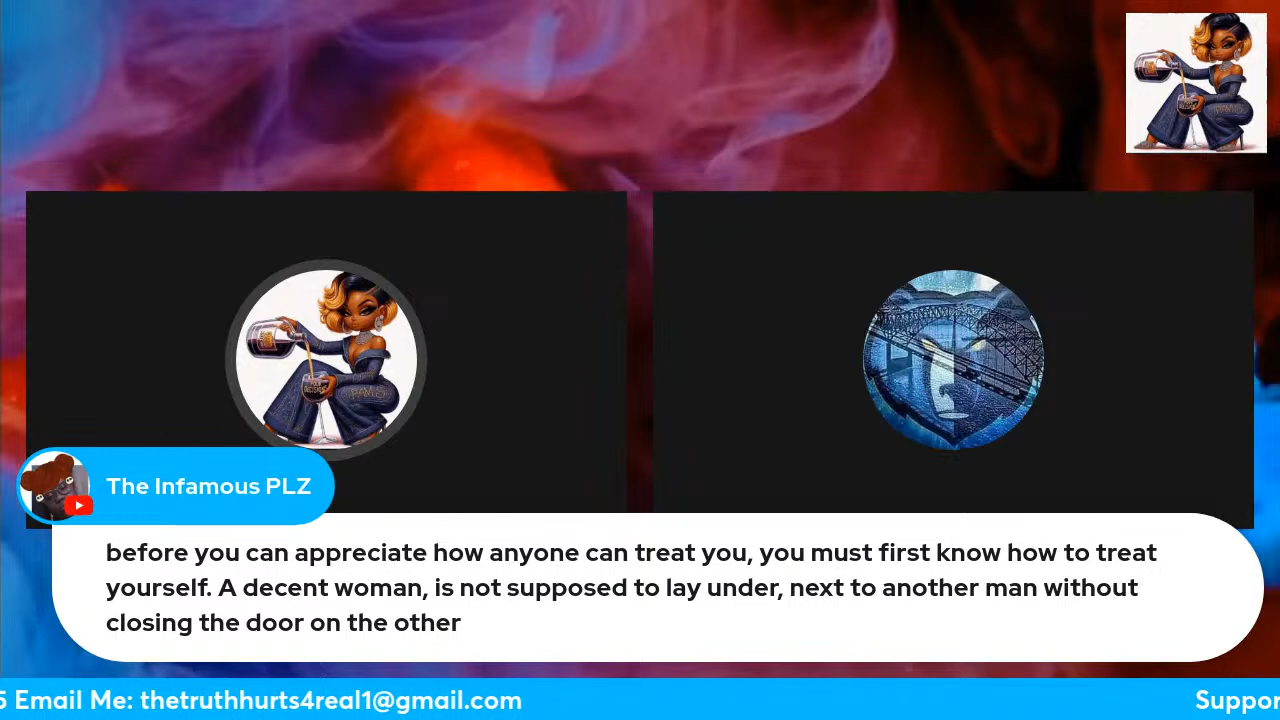 The Infamous PLZ
before you can appreciate how anyone can treat you, you must first know how to treat
yourself. A decent woman, is not supposed to lay under, next to another man without
closing the door on the other
5 Email Me: thetruthhurts4real1@gmail.com
Suppor